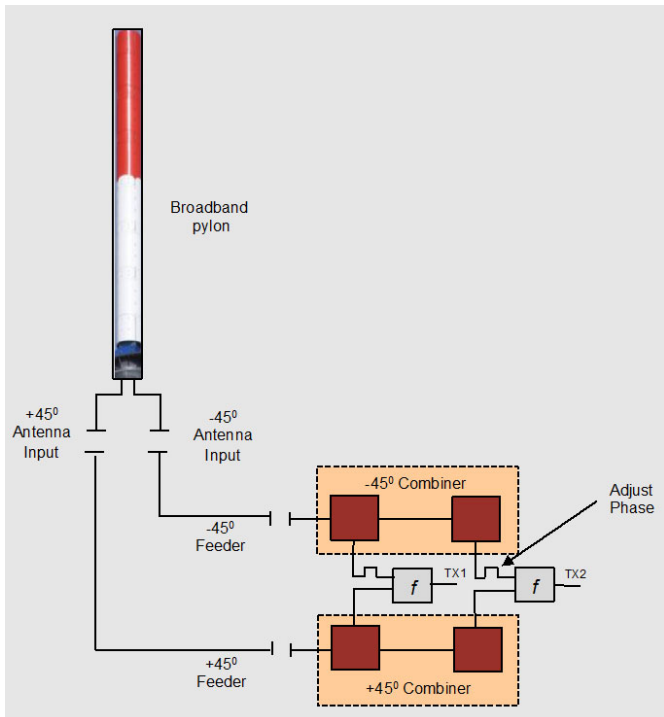 Broadband
pylon
+45⁰
Antenna
Input
-45⁰
Antenna
Input
-45⁰ Combiner
Adjust
Phase
-45⁰
Feeder
TX1
f
TX2
f
+45⁰
Feeder
+45⁰ Combiner